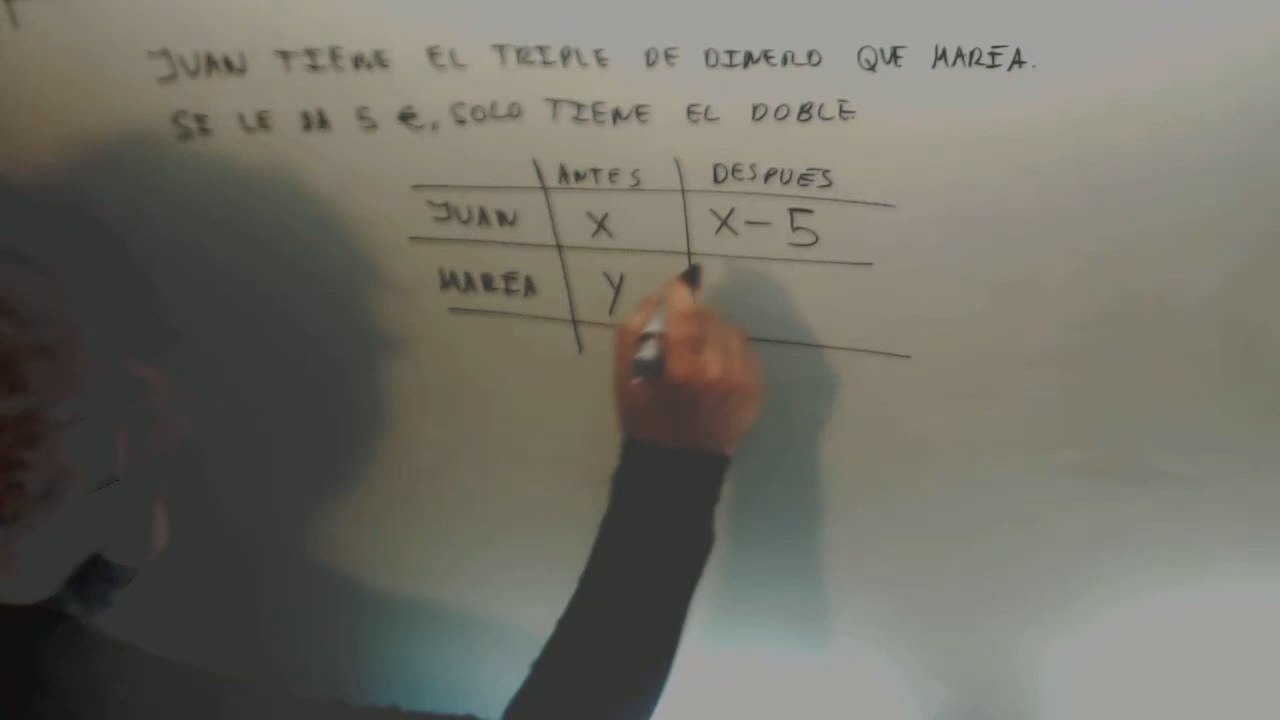 JUAN TIENE EL TRIPLE DE DINERO QUE MARÍA.
SI LE DA 5 €, SOLO TIENE EL DOBLE
ANTES DESPUES
JUAN X X-5
MARÍA y